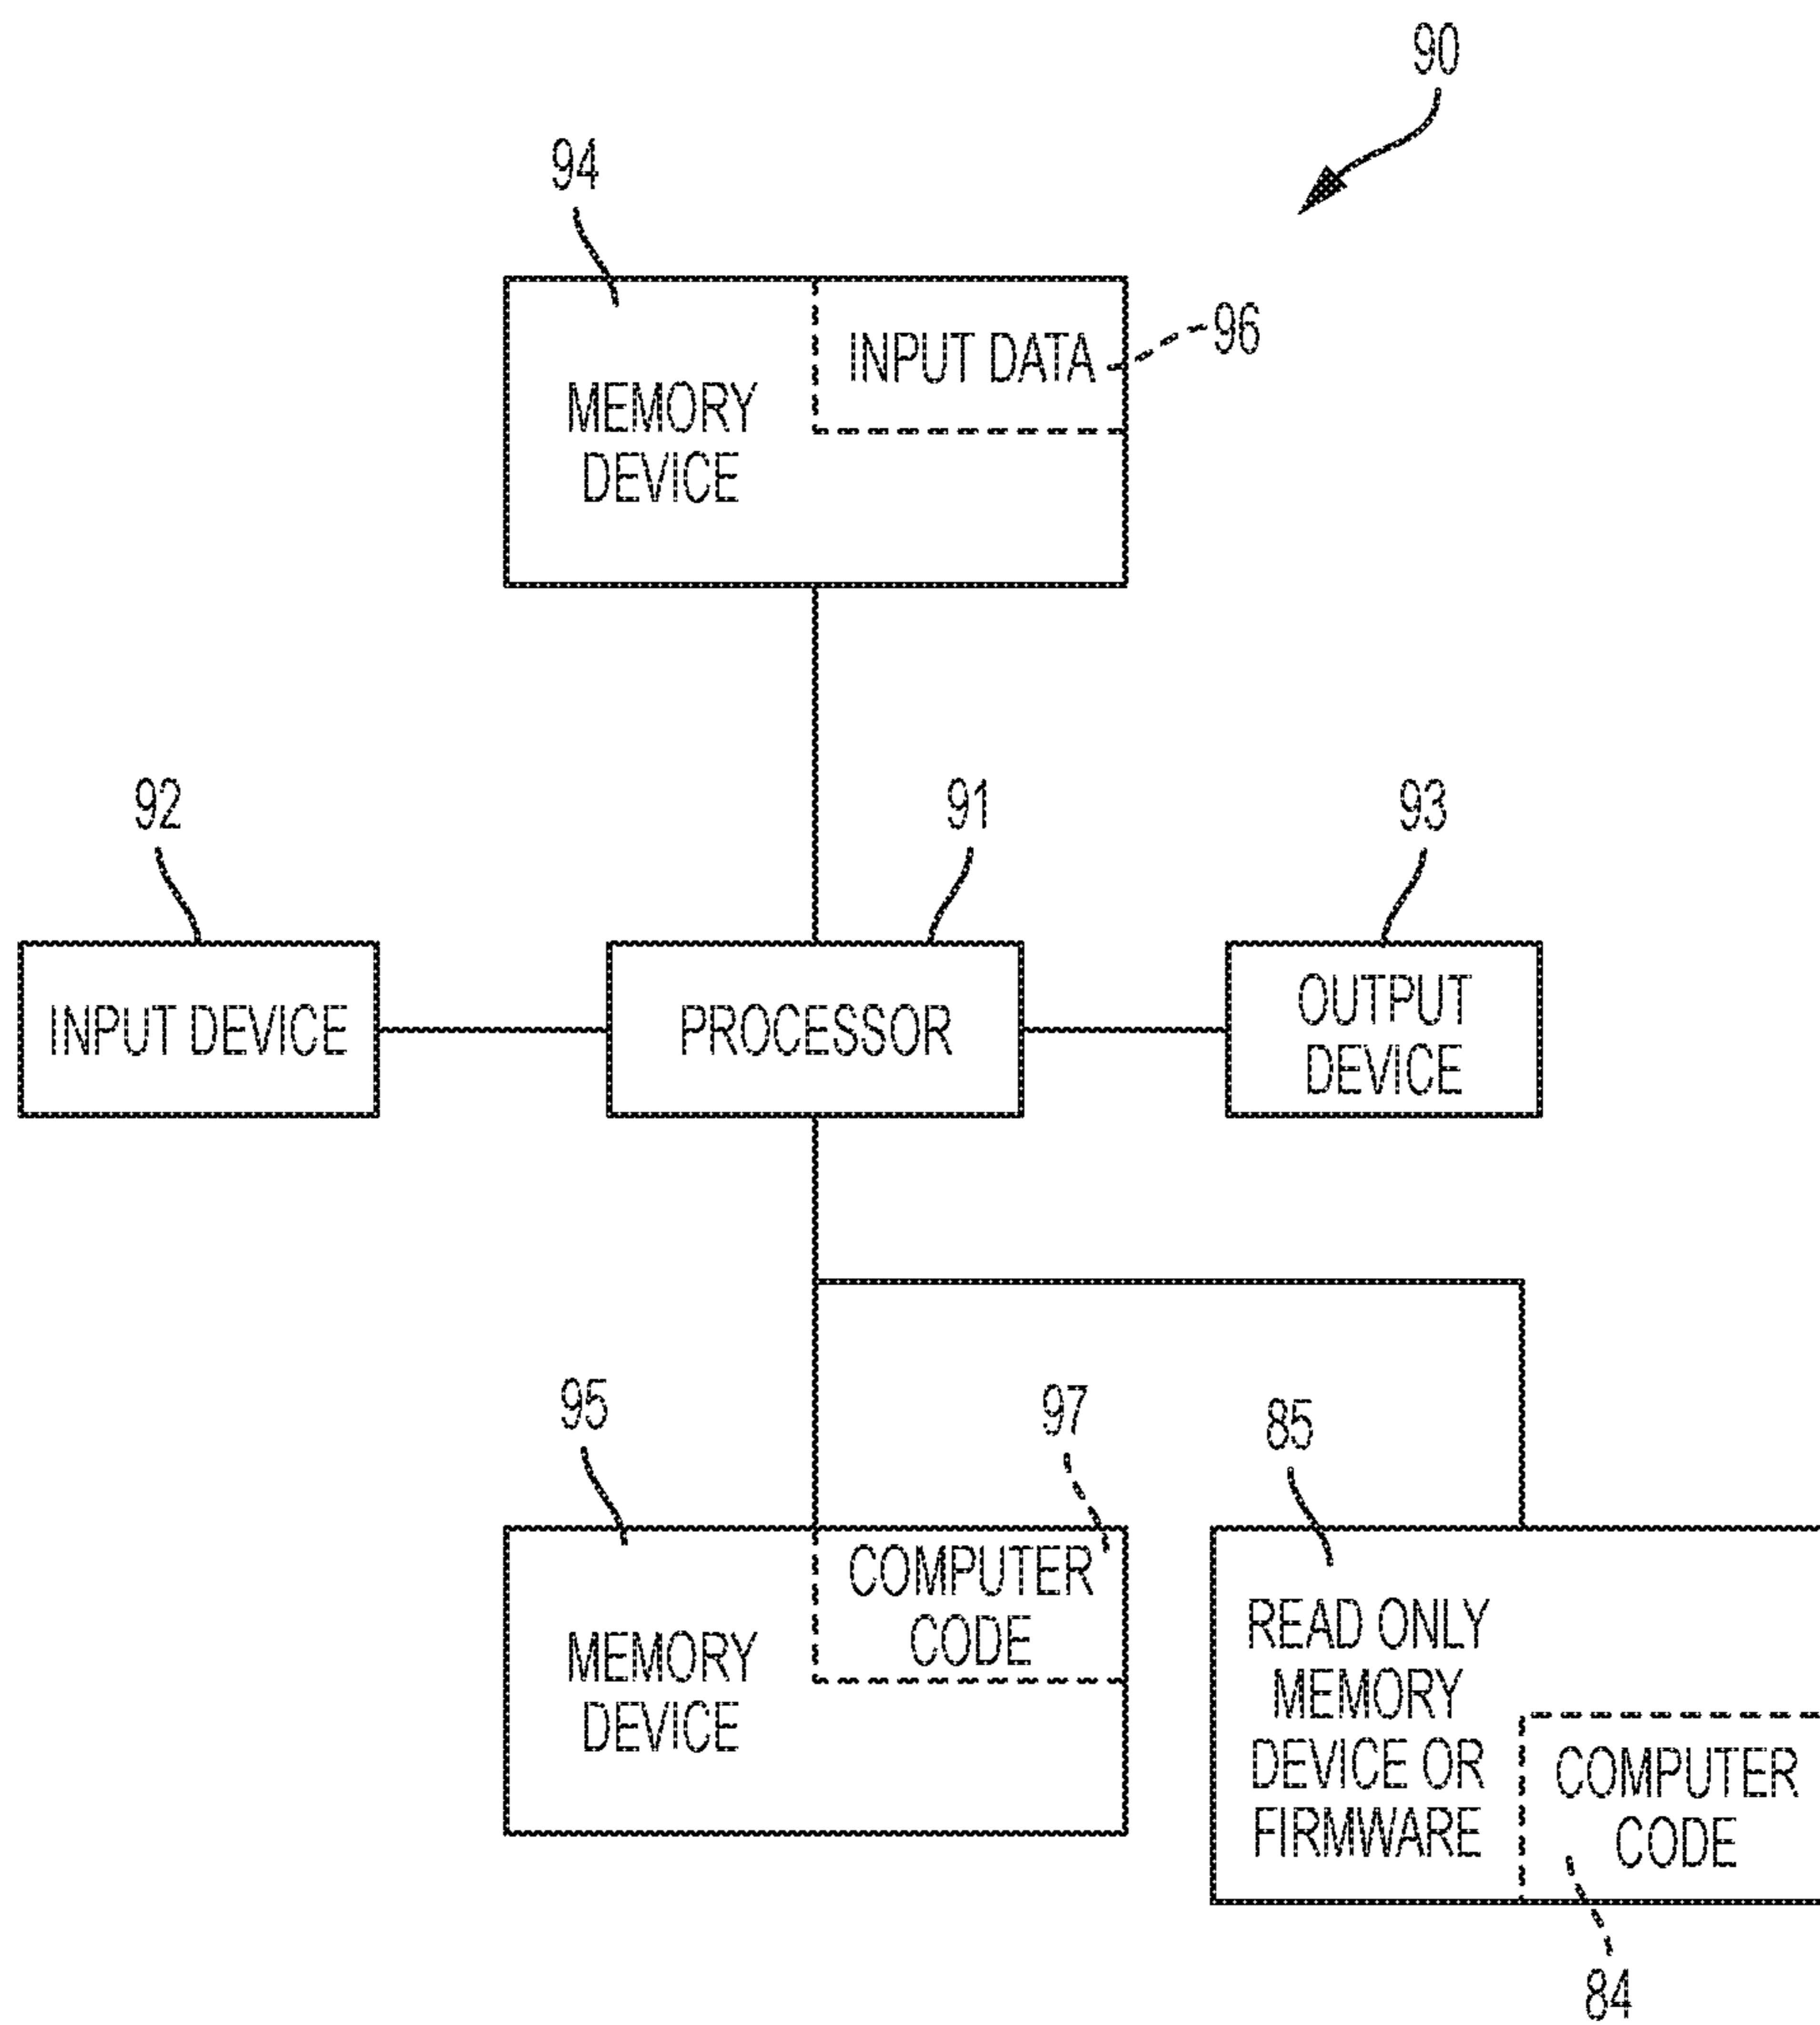 90
94
INPUT DATA
96
MEMORY
DEVICE
92
91
93
INPUT DEVICE
PROCESSOR
OUTPUT
DEVICE
95
97
85
COMPUTER
CODE
MEMORY
DEVICE
READ ONLY
MEMORY
DEVICE OR
FIRMWARE
COMPUTER
CODE
84